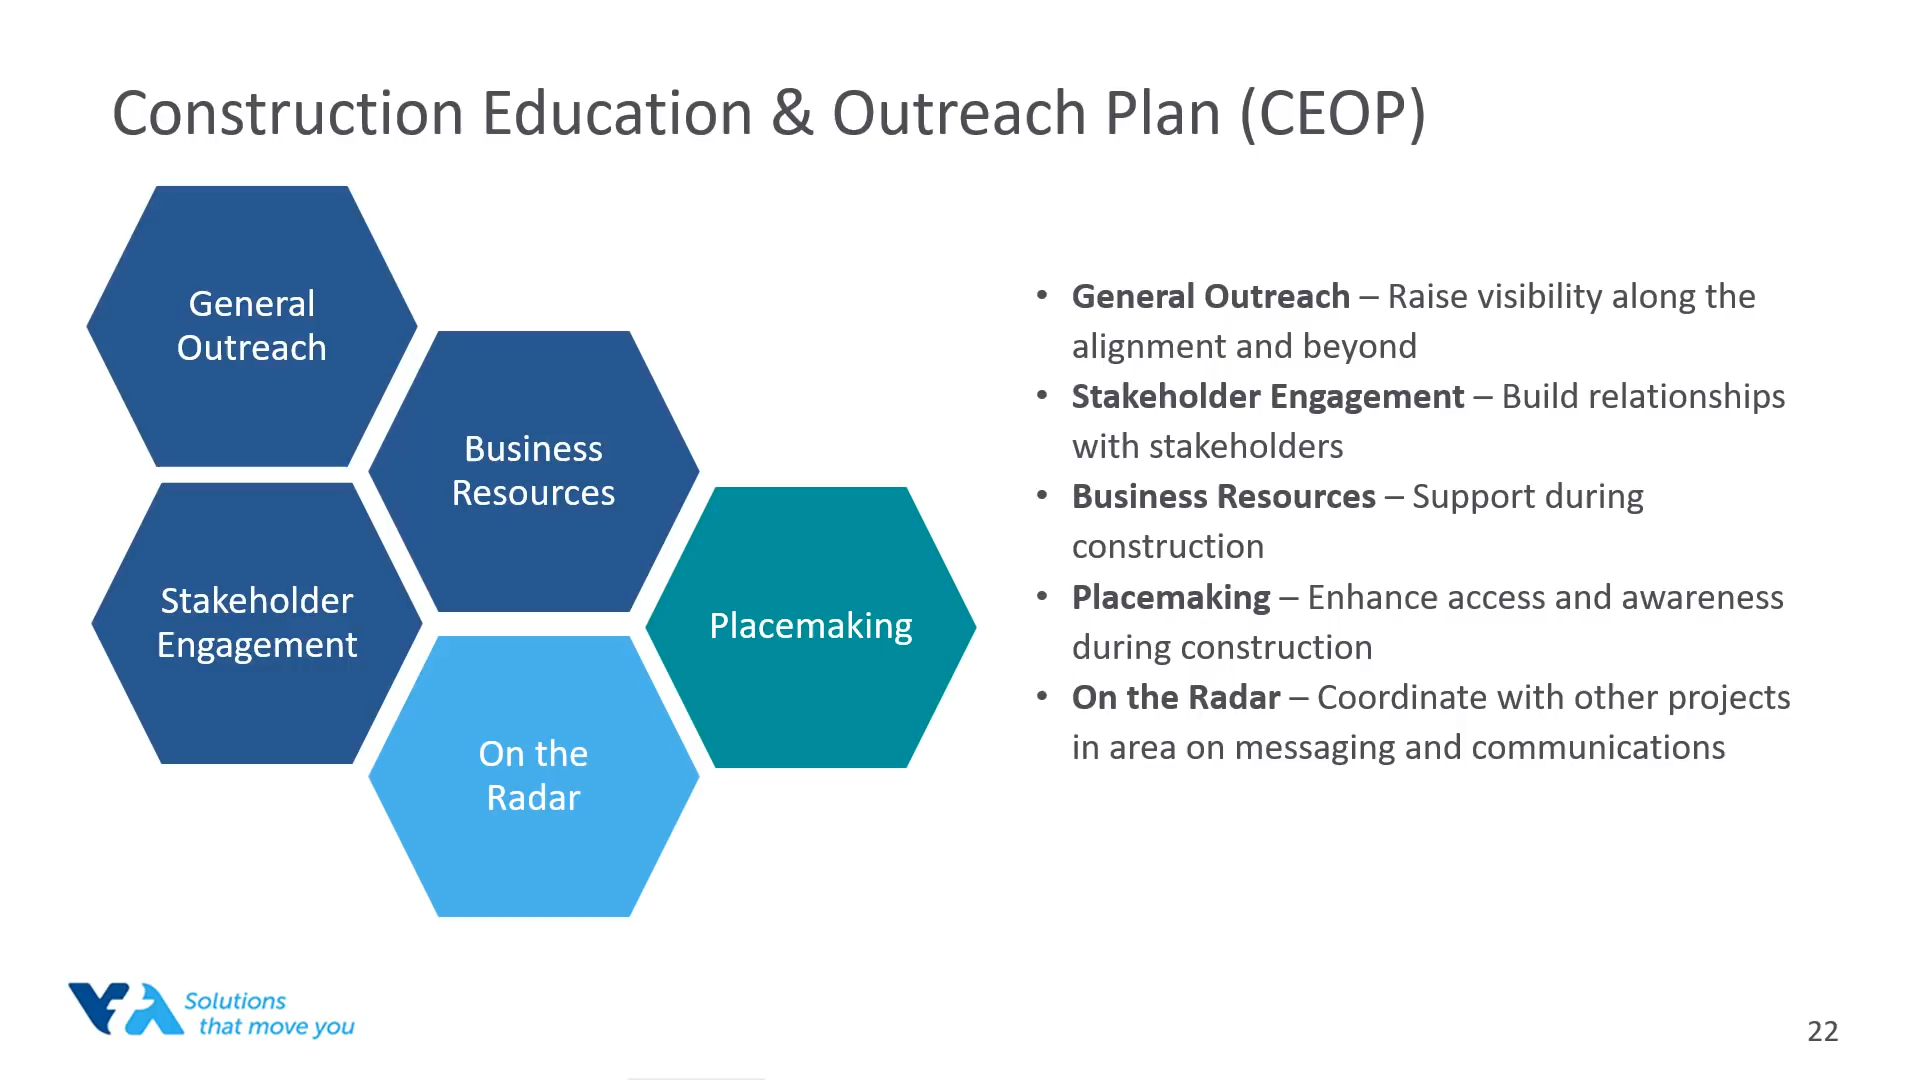 Construction Education & Outreach Plan (CEOP)
General
Outreach
Business
Resources
Stakeholder
Engagement
Placemaking
On the
Radar
• General Outreach – Raise visibility along the
alignment and beyond
• Stakeholder Engagement – Build relationships
with stakeholders
• Business Resources – Support during
construction
• Placemaking – Enhance access and awareness
during construction
• On the Radar – Coordinate with other projects
in area on messaging and communications
VTA Solutions
that move you
22